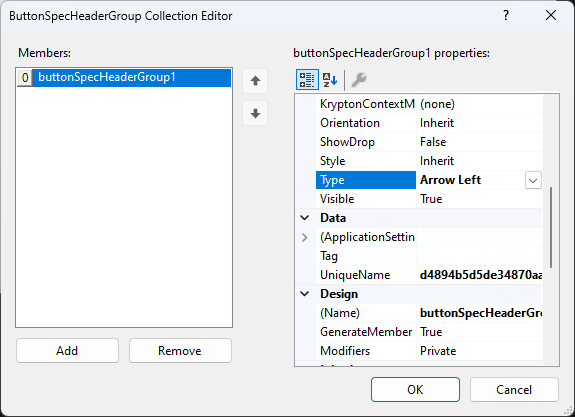 ButtonSpecHeaderGroup Collection Editor
?
Members:
buttonSpecHeaderGroup1 properties:
0 buttonSpecHeaderGroup1
KryptonContextM (none)
Orientation Inherit
ShowDrop False
Style Inherit
Type Arrow Left
Visible True
Data
(ApplicationSettin
Tag
UniqueName d4894b5d5de34870aa
Design
(Name) buttonSpecHeaderGro
GenerateMember True
Modifiers Private
Add Remove
OK Cancel